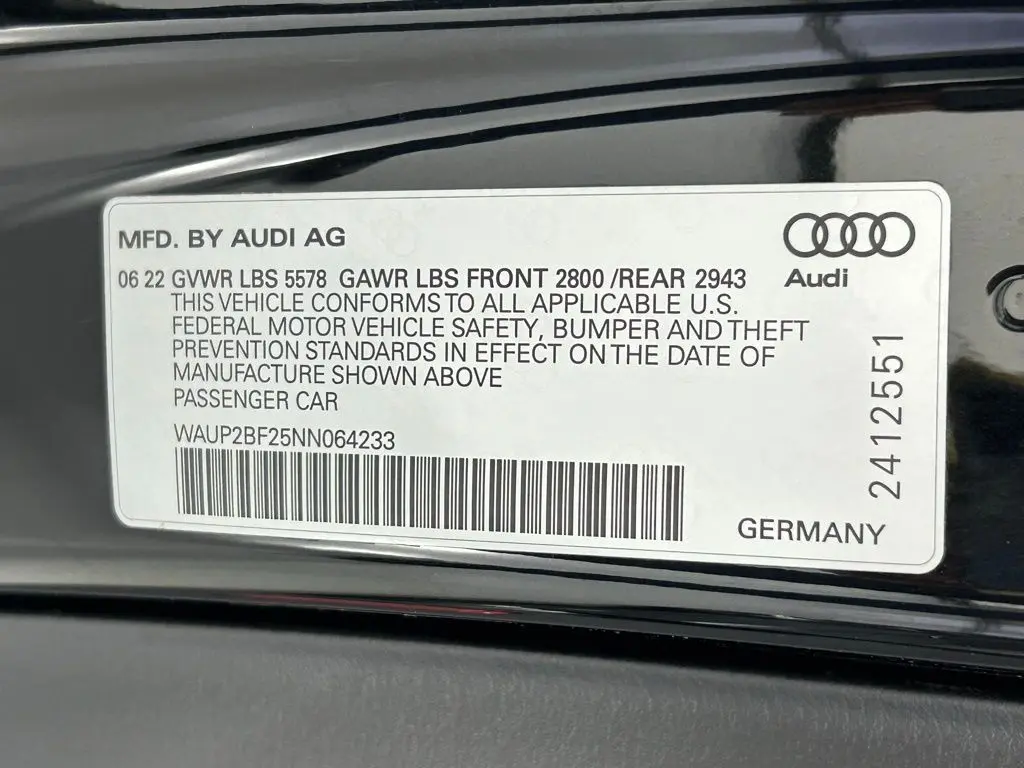 MFD. BY AUDI AG
Audi
06 22 GVWR LBS 5578 GAWR LBS FRONT 2800 /REAR 2943
THIS VEHICLE CONFORMS TO ALL APPLICABLE U.S.
FEDERAL MOTOR VEHICLE SAFETY, BUMPER AND THEFT
PREVENTION STANDARDS IN EFFECT ON THE DATE OF
MANUFACTURE SHOWN ABOVE
PASSENGER CAR
WAUP2BF25NN064233
2412551
GERMANY